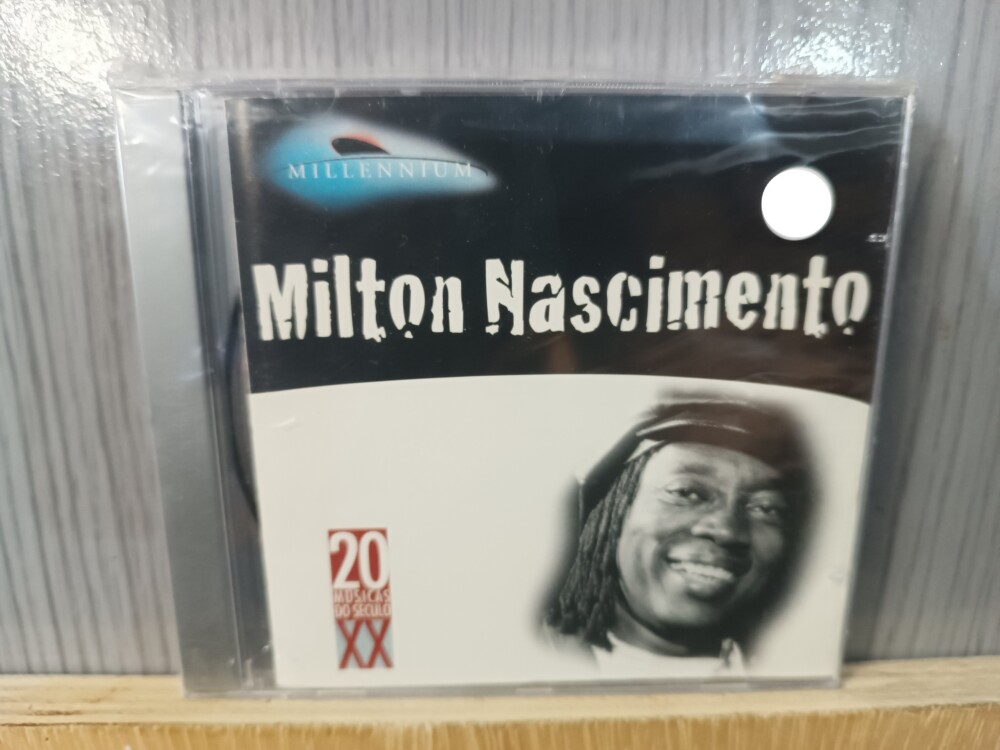 MILLENNIUM
Milton Nascimento
20
MÚSICAS
DO SÉCULO
XX